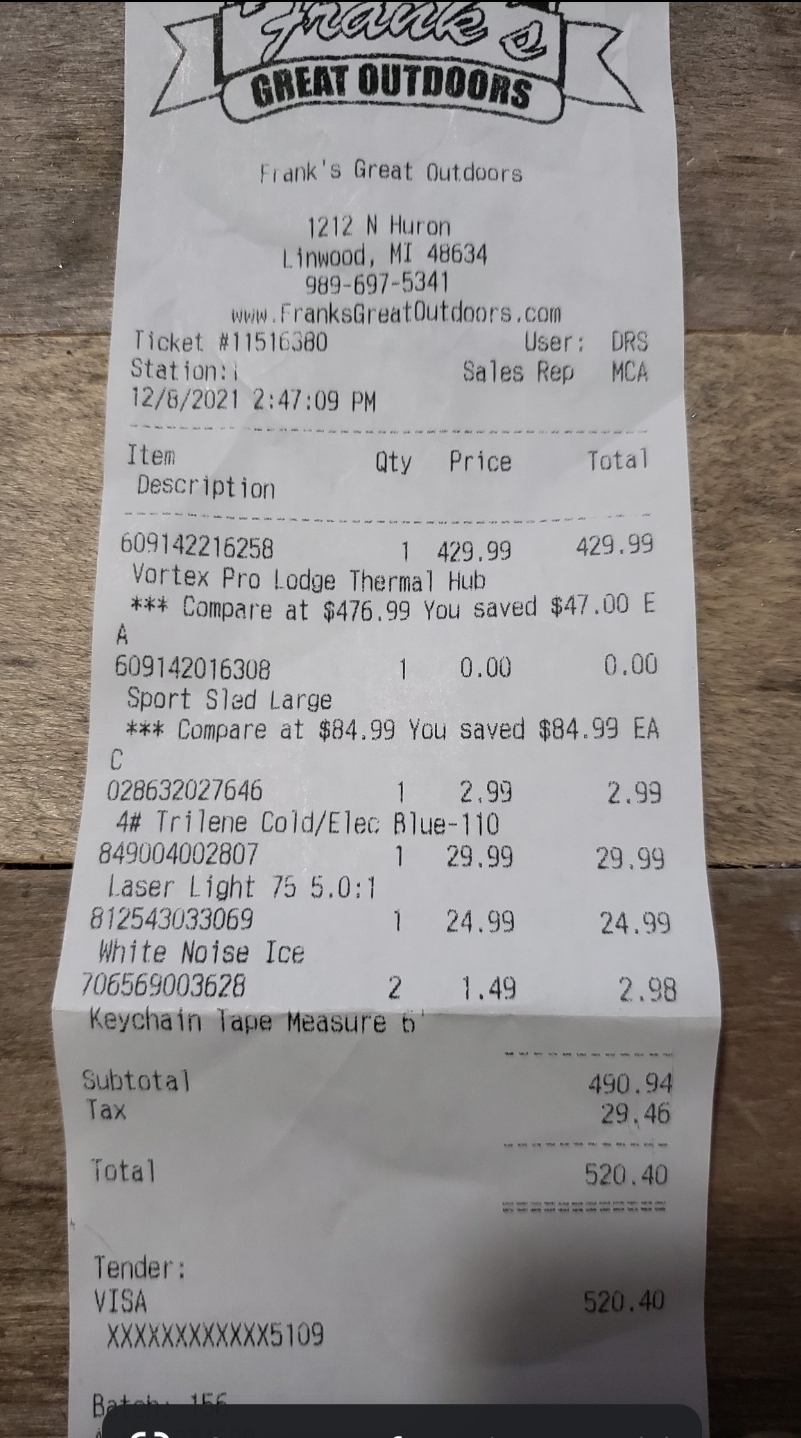 Frank's
GREAT OUTDOORS
Frank's Great Outdoors
1212 N Huron
Linwood, MI 48634
989-697-5341
www.FranksGreatOutdoors.com
Ticket #11516380 User: DRS
Station: Sales Rep MCA
12/8/2021 2:47:09 PM
Item Qty Price Total
Description
609142216258 1 429.99 429.99
Vortex Pro Lodge Thermal Hub
*** Compare at $476.99 You saved $47.00 E
A
609142016308 1 0.00 0.00
Sport Sled Large
*** Compare at $84.99 You saved $84.99 EA
C
028632027646 1 2.99 2.99
4# Trilene Cold/Elec Blue-110
849004002807 1 29.99 29.99
Laser Light 75 5.0:1
812543033069 1 24.99 24.99
White Noise Ice
706569003628 2 1.49 2.98
Keychain Tape Measure 6'
Subtotal 490.94
Tax 29.46
Total 520.40
Tender:
VISA 520.40
XXXXXXXXXXXX5109
Batch: 156